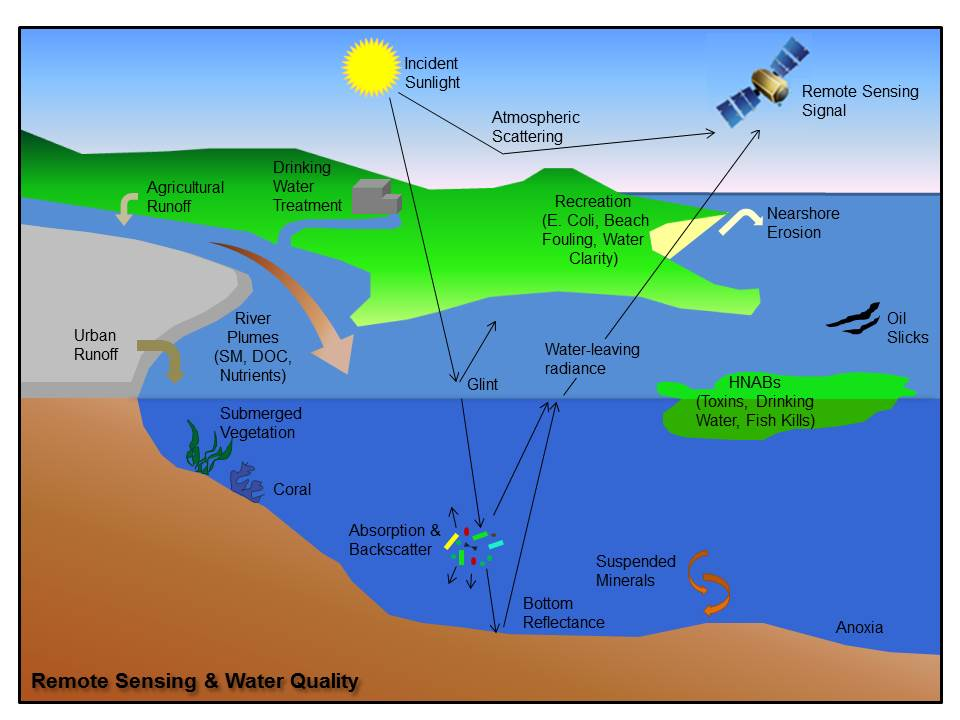 Incident
Sunlight
Remote Sensing
Signal
Atmospheric
Scattering
Drinking
Water
Treatment
Agricultural
Runoff
Recreation
(E. Coli, Beach
Fouling, Water
Clarity)
Nearshore
Erosion
Urban
Runoff
River
Plumes
(SM, DOC,
Nutrients)
Oil
Slicks
Water-leaving
radiance
Glint
HNABs
(Toxins, Drinking
Water, Fish Kills)
Submerged
Vegetation
Coral
Absorption &
Backscatter
Suspended
Minerals
Bottom
Reflectance
Anoxia
Remote Sensing & Water Quality